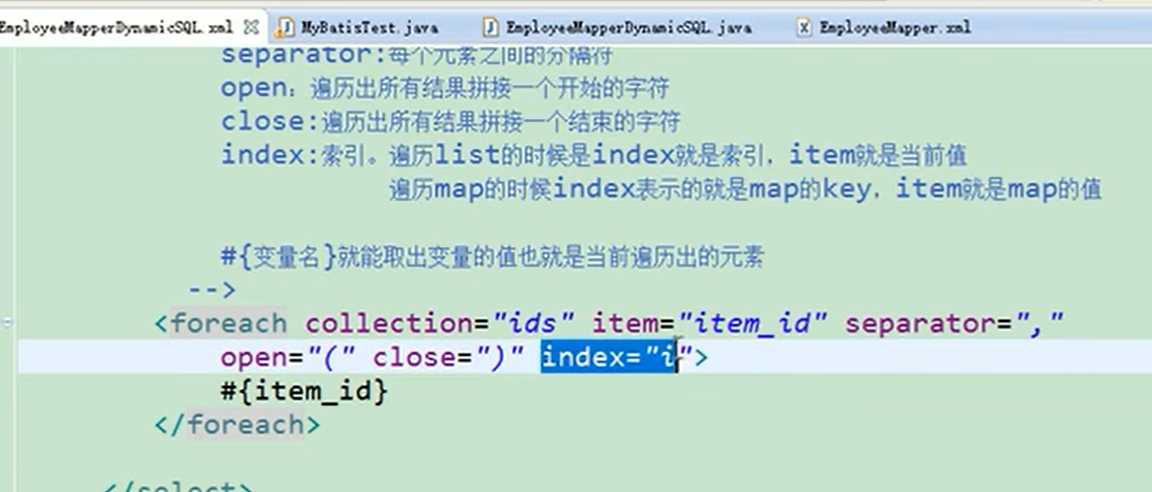 EmployeeMapperDynamicSQL.xml MyBatisTest.java EmployeeMapperDynamicSQL.java EmployeeMapper.xml
separator:每个元素之间的分隔符
open：遍历出所有结果拼接一个开始的字符
close:遍历出所有结果拼接一个结束的字符
index:索引。遍历list的时候是index就是索引，item就是当前值
遍历map的时候index表示的就是map的key，item就是map的值
#{变量名}就能取出变量的值也就是当前遍历出的元素
-->
<foreach collection="ids" item="item_id" separator=","
open="(" close=")" index="i">
#{item_id}
</foreach>
</select>